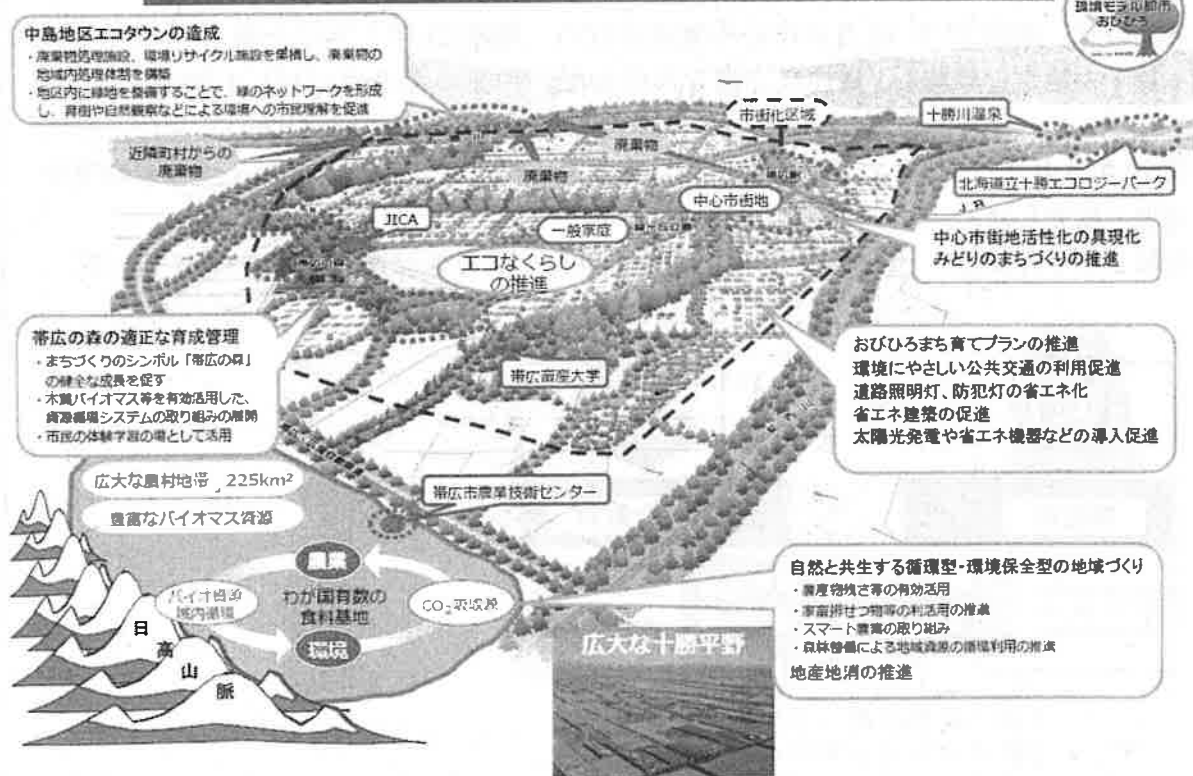 環境モデル都市
おびひろ
中島地区エコタウンの造成
・廃棄物処理施設、環境リサイクル施設を集積し、廃棄物の
地域内処理体制を構築
・地区内に緑地を整備することで、緑のネットワークを形成
し、育樹や自然観察などによる環境への市民理解を促進
近隣町村からの
廃棄物
市街化区域
十勝川温泉
廃棄物
廃棄物
北海道立十勝エコロジーパーク
JICA
一般家庭
中心市街地
エコなくらし
の推進
中心市街地活性化の具現化
みどりのまちづくりの推進
帯広の森の適正な育成管理
・まちづくりのシンボル「帯広の森」
の健全な成長を促す
・木質バイオマス等を有効活用した、
資源循環システムの取り組みの展開
・市民の体験学習の場として活用
帯広畜産大学
おびひろまち育てプランの推進
環境にやさしい公共交通の利用促進
道路照明灯、防犯灯の省エネ化
省エネ建築の促進
太陽光発電や省エネ機器などの導入促進
広大な農村地帯 225km²
豊富なバイオマス資源
帯広市農業技術センター
農業
バイオ資源
域内循環
わが国有数の
食料基地
CO₂吸収源
環境
日高山脈
広大な十勝平野
自然と共生する循環型・環境保全型の地域づくり
・農産物残さ等の有効活用
・家畜排せつ物等の利活用の推進
・スマート農業の取り組み
・森林整備による地域資源の循環利用の推進
地産地消の推進